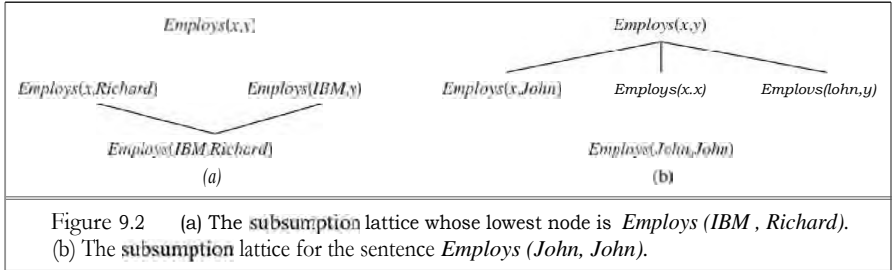 Employs(x,y) Employs(x,y)
Employs(x,Richard) Employs(IBM,y) Employs(x,John) Employs(x.x) Emplovs(lohn,y)
Employs(IBM,Richard) Employs(John,John)
(a) (b)
Figure 9.2 (a) The subsumption lattice whose lowest node is Employs (IBM , Richard).
(b) The subsumption lattice for the sentence Employs (John, John).